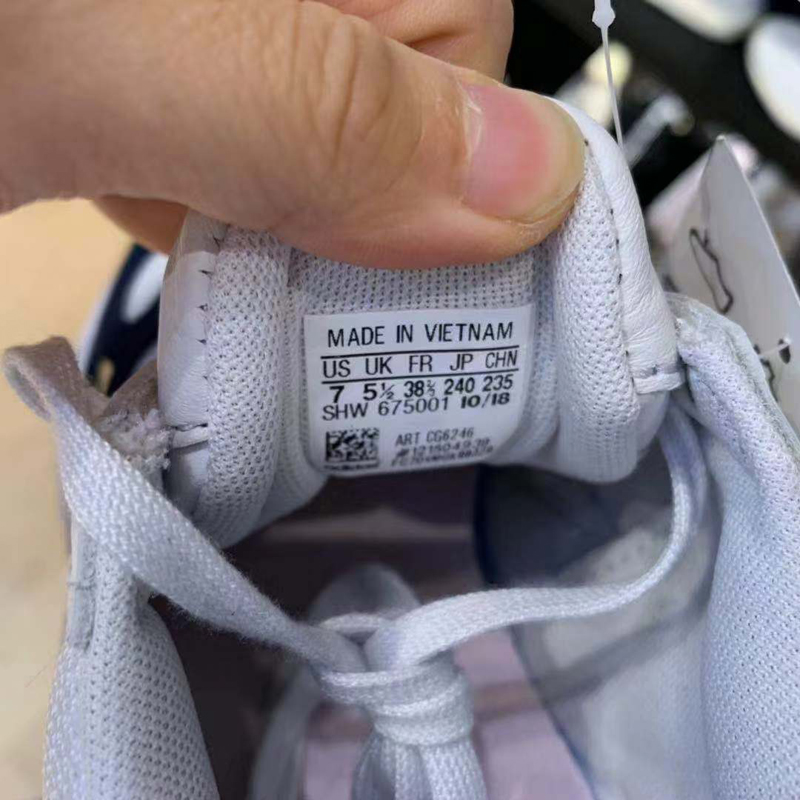 MADE IN VIETNAM
US UK FR JP CHN
7 5½ 38⅔ 240 235
SHW 675001 10/18
ART CG6246